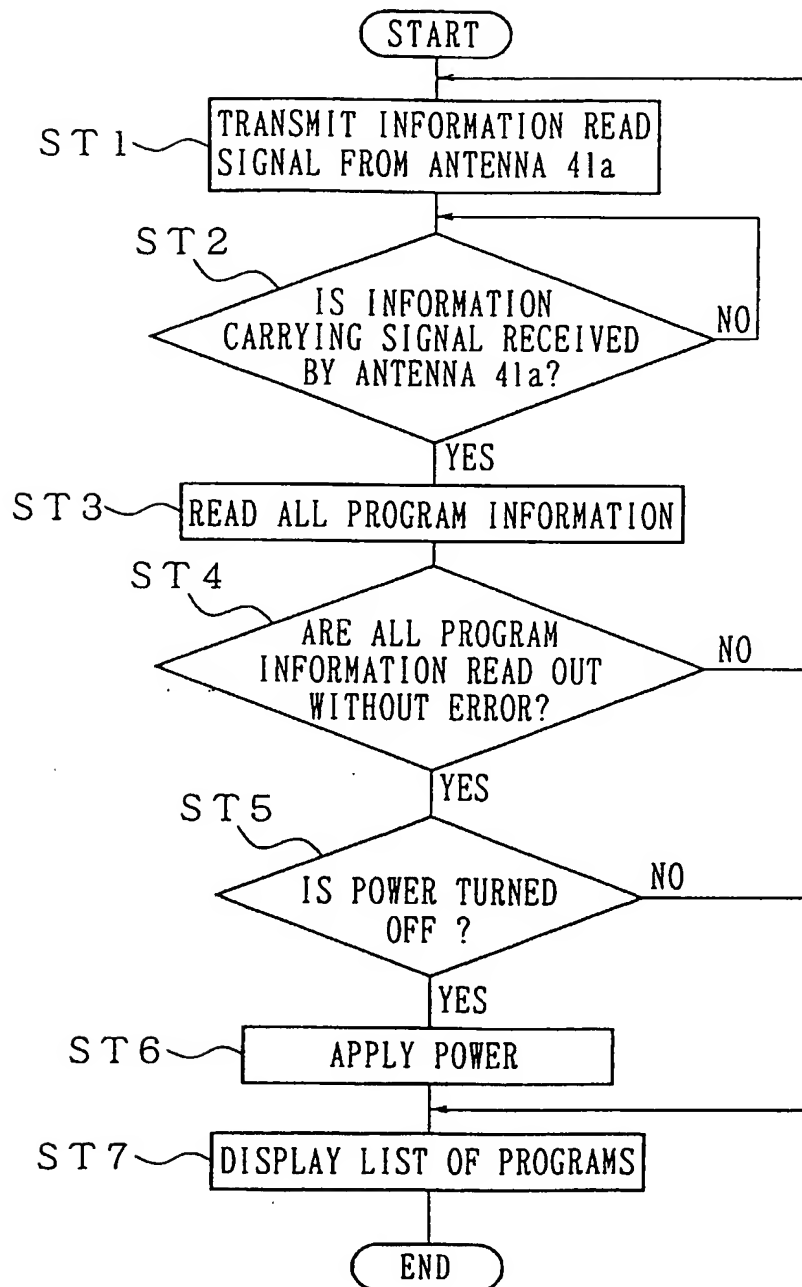 START
ST1
TRANSMIT INFORMATION READ
SIGNAL FROM ANTENNA 41a
ST2
IS INFORMATION
CARRYING SIGNAL RECEIVED
BY ANTENNA 41a?
NO
YES
ST3
READ ALL PROGRAM INFORMATION
ST4
ARE ALL PROGRAM
INFORMATION READ OUT
WITHOUT ERROR?
NO
YES
ST5
IS POWER TURNED
OFF ?
NO
YES
ST6
APPLY POWER
ST7
DISPLAY LIST OF PROGRAMS
END